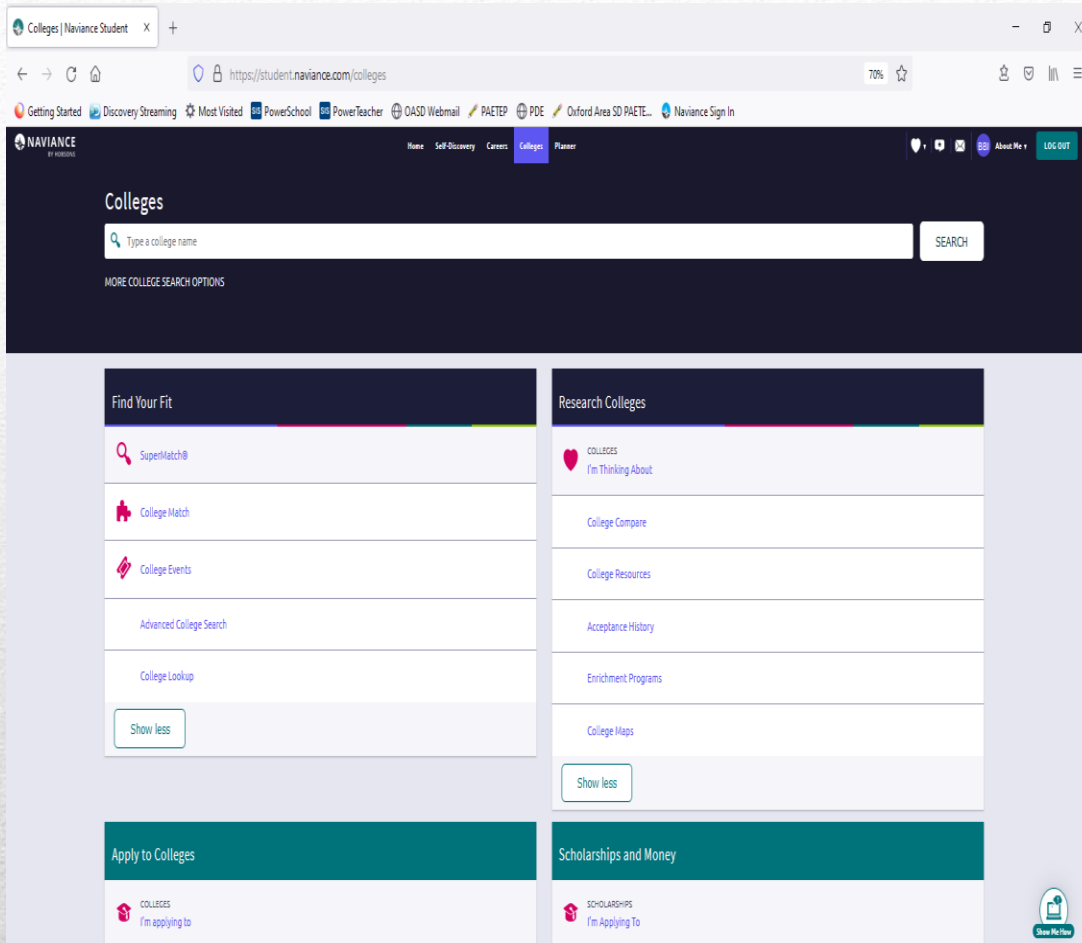 Colleges | Naviance Student X +
https://student.naviance.com/colleges 70%
Getting Started Discovery Streaming Most Visited SIS PowerSchool SIS PowerTeacher OASD Webmail PAETEP PDE Oxford Area SD PAETE... Naviance Sign In
NAVIANCE
BY HOBSONS
Home Self-Discovery Careers Colleges Planner
BBI About Me LOG OUT
Colleges
Type a college name
SEARCH
MORE COLLEGE SEARCH OPTIONS
Find Your Fit
SuperMatch®
College Match
College Events
Advanced College Search
College Lookup
Show less
Research Colleges
COLLEGES
I'm Thinking About
College Compare
College Resources
Acceptance History
Enrichment Programs
College Maps
Show less
Apply to Colleges
COLLEGES
I'm applying to
Scholarships and Money
SCHOLARSHIPS
I'm Applying To
Show Me How